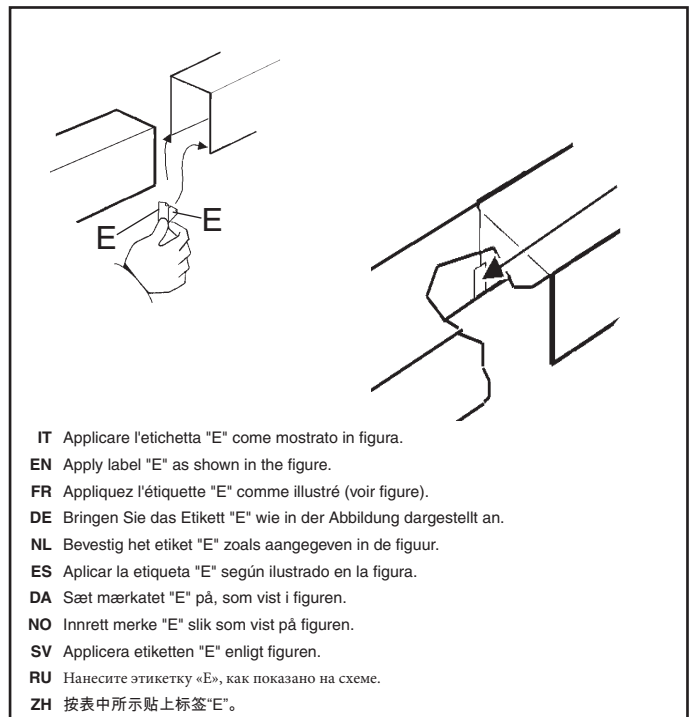 E
E
IT Applicare l'etichetta "E" come mostrato in figura.
EN Apply label "E" as shown in the figure.
FR Appliquez l'étiquette "E" comme illustré (voir figure).
DE Bringen Sie das Etikett "E" wie in der Abbildung dargestellt an.
NL Bevestig het etiket "E" zoals aangegeven in de figuur.
ES Aplicar la etiqueta "E" según ilustrado en la figura.
DA Sæt mærkatet "E" på, som vist i figuren.
NO Innrett merke "E" slik som vist på figuren.
SV Applicera etiketten "E" enligt figuren.
RU Нанесите этикетку «E», как показано на схеме.
ZH 按表中所示贴上标签“E”。